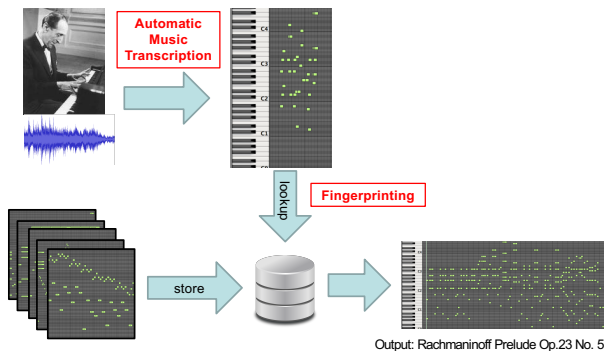 Automatic
Music
Transcription
C4
C3
C2
C1
lookup
Fingerprinting
store
Output: Rachmaninoff Prelude Op.23 No. 5